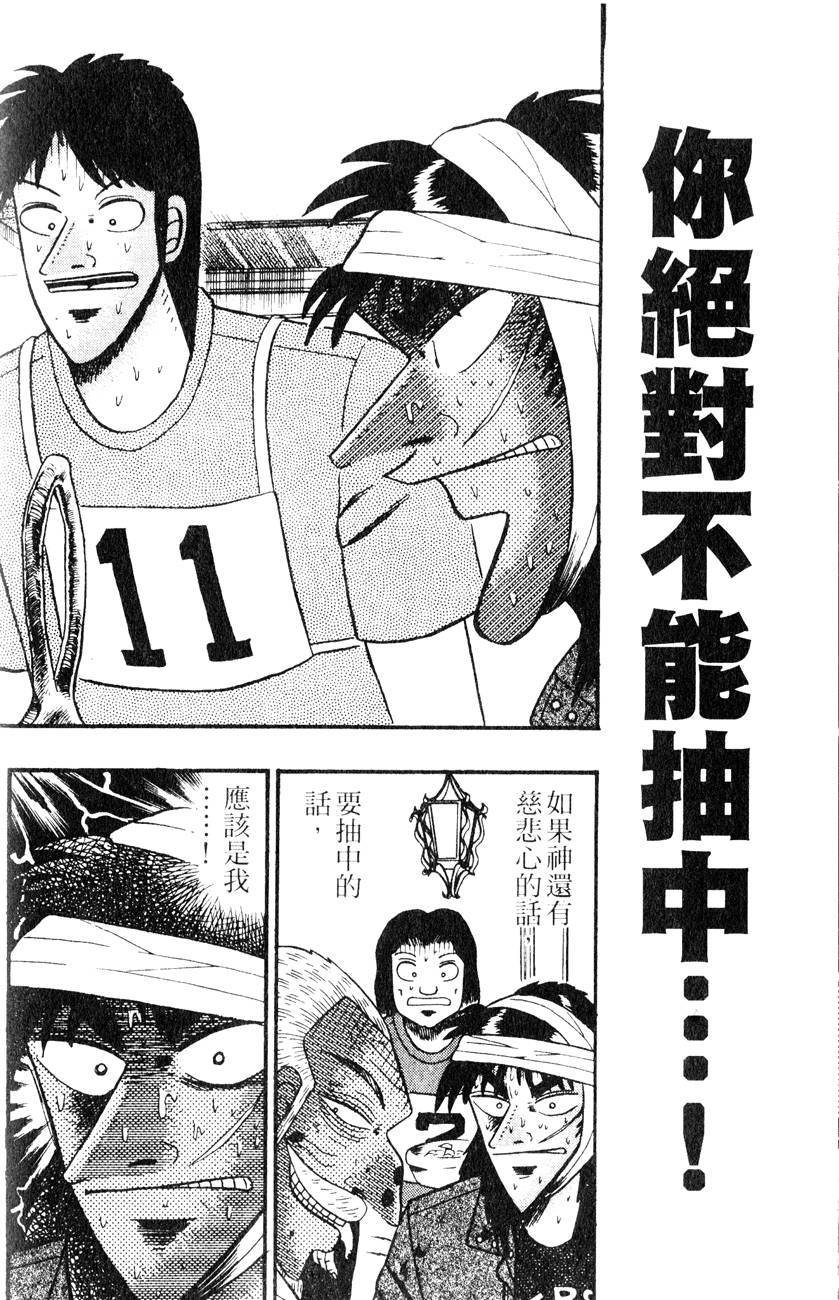 你絕對不能抽中……！
11
如果神還有
慈悲心的話，
要抽中的
話，
2
應該是我
……！